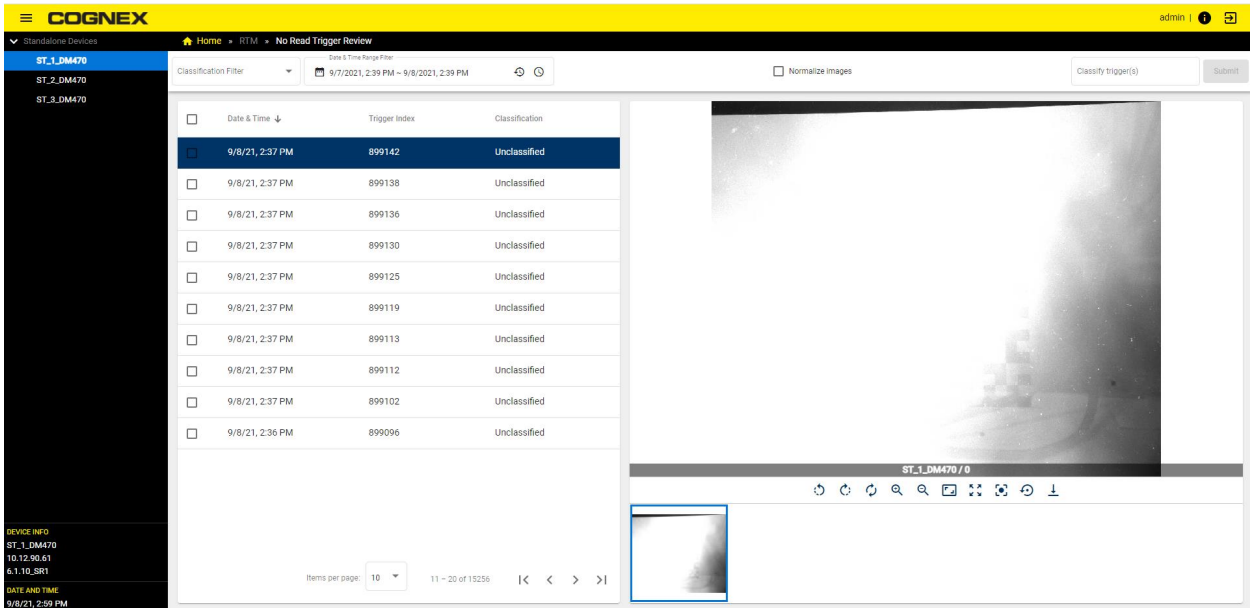 COGNEX
admin |
Standalone Devices
Home » RTM » No Read Trigger Review
ST_1_DM470
ST_2_DM470
ST_3_DM470
Classification Filter
Date & Time Range Filter
9/7/2021, 2:39 PM ~ 9/8/2021, 2:39 PM
Normalize images
Classify trigger(s)
Submit
Date & Time Trigger Index Classification
9/8/21, 2:37 PM 899142 Unclassified
9/8/21, 2:37 PM 899138 Unclassified
9/8/21, 2:37 PM 899136 Unclassified
9/8/21, 2:37 PM 899130 Unclassified
9/8/21, 2:37 PM 899125 Unclassified
9/8/21, 2:37 PM 899119 Unclassified
9/8/21, 2:37 PM 899113 Unclassified
9/8/21, 2:37 PM 899112 Unclassified
9/8/21, 2:37 PM 899102 Unclassified
9/8/21, 2:36 PM 899096 Unclassified
Items per page: 10 11 – 20 of 15256
ST_1_DM470 / 0
DEVICE INFO
ST_1_DM470
10.12.90.61
6.1.10_SR1
DATE AND TIME
9/8/21, 2:59 PM